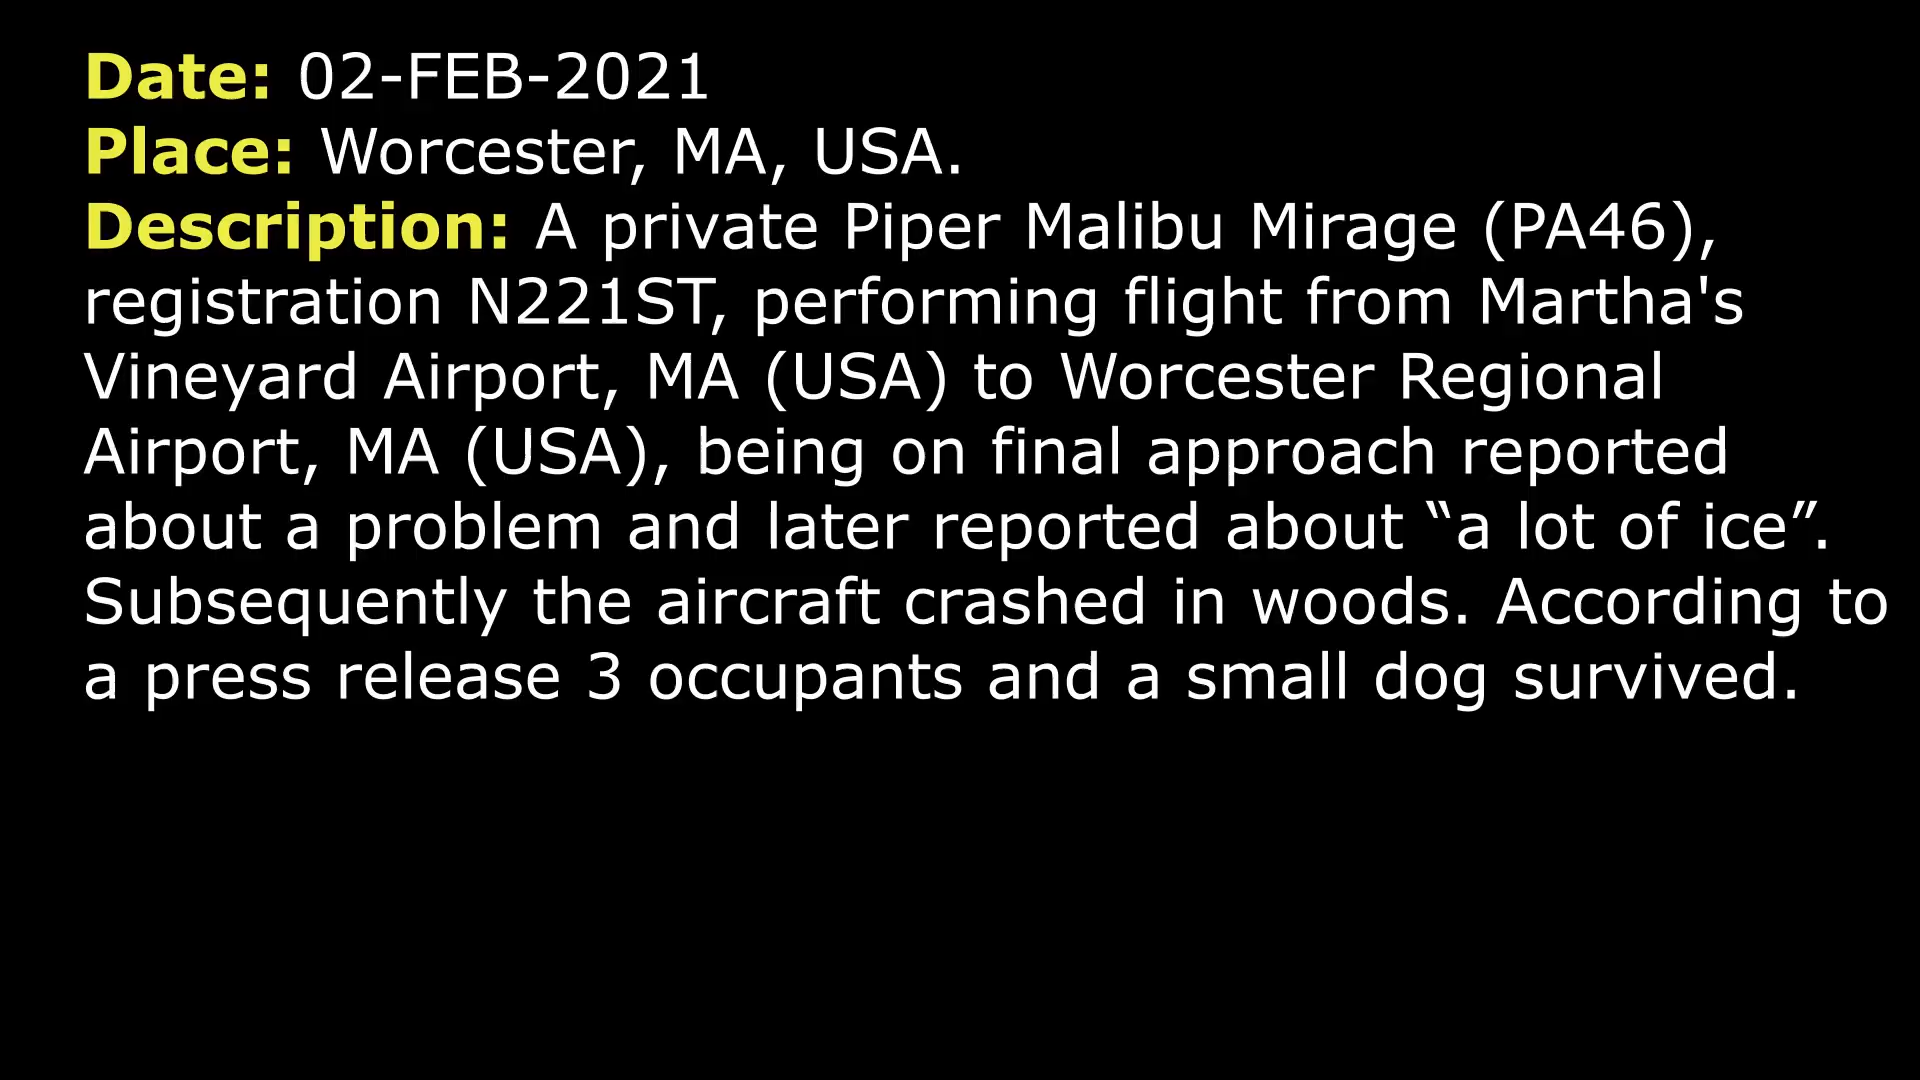 Date: 02-FEB-2021
Place: Worcester, MA, USA.
Description: A private Piper Malibu Mirage (PA46),
registration N221ST, performing flight from Martha's
Vineyard Airport, MA (USA) to Worcester Regional
Airport, MA (USA), being on final approach reported
about a problem and later reported about “a lot of ice”.
Subsequently the aircraft crashed in woods. According to
a press release 3 occupants and a small dog survived.